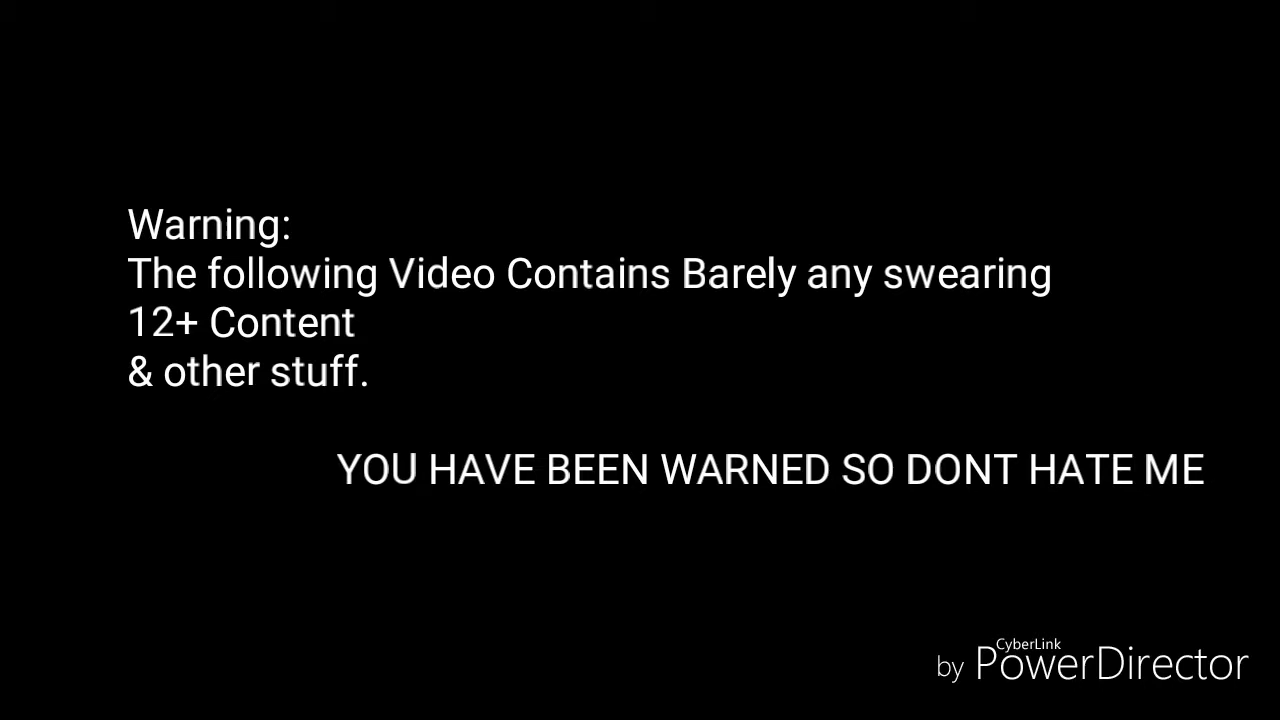 Warning:
The following Video Contains Barely any swearing
12+ Content
& other stuff.
YOU HAVE BEEN WARNED SO DONT HATE ME
CyberLink
by PowerDirector